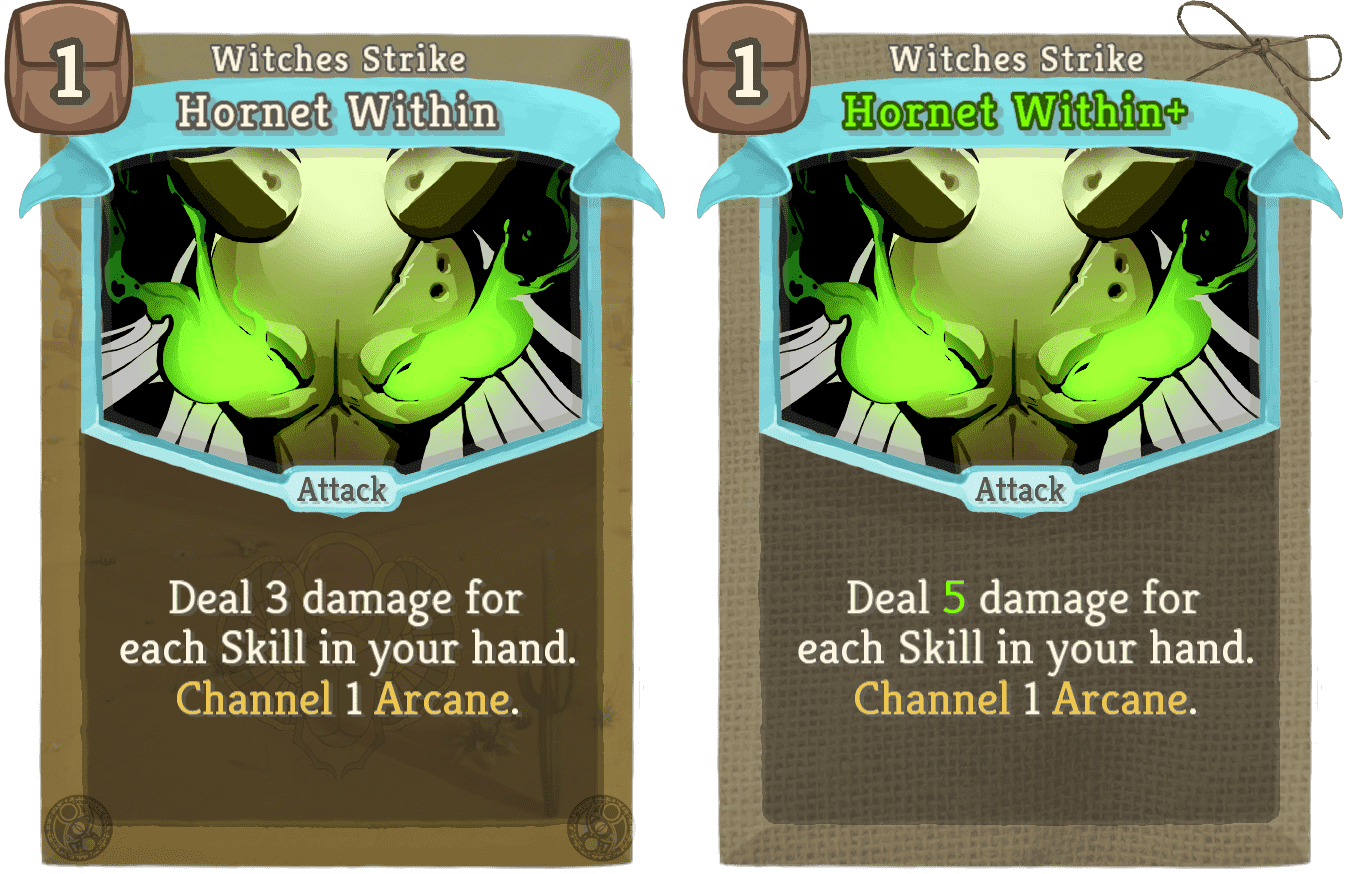 1
Witches Strike
Hornet Within
Attack
Deal 3 damage for
each Skill in your hand.
Channel 1 Arcane.
1
Witches Strike
Hornet Within+
Attack
Deal 5 damage for
each Skill in your hand.
Channel 1 Arcane.